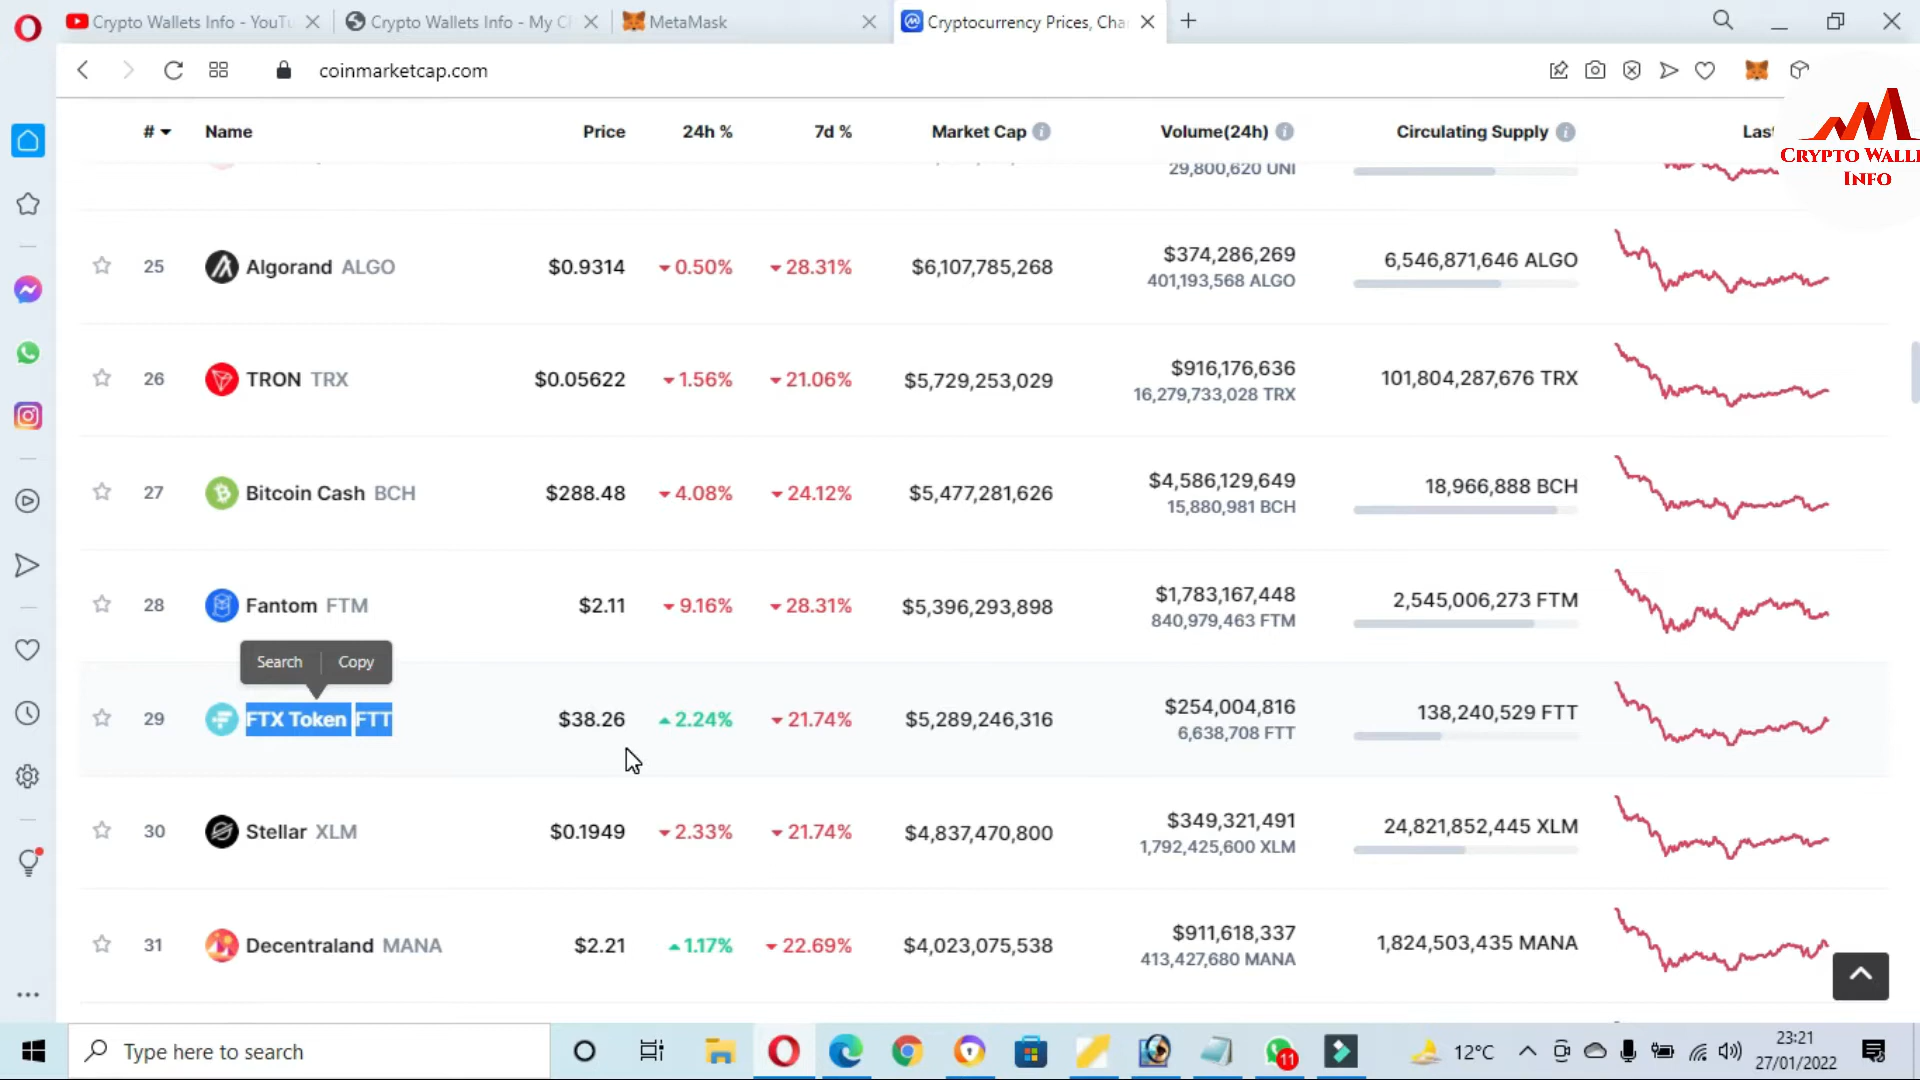 Crypto Wallets Info - YouTu
Crypto Wallets Info - My Ch
MetaMask
Cryptocurrency Prices, Cha
coinmarketcap.com
# Name Price 24h % 7d % Market Cap Volume(24h) Circulating Supply Las
CRYPTO WALLE
INFO
29,800,620 UNI
25 Algorand ALGO $0.9314 0.50% 28.31% $6,107,785,268 $374,286,269 6,546,871,646 ALGO
401,193,568 ALGO
26 TRON TRX $0.05622 1.56% 21.06% $5,729,253,029 $916,176,636 101,804,287,676 TRX
16,279,733,028 TRX
27 Bitcoin Cash BCH $288.48 4.08% 24.12% $5,477,281,626 $4,586,129,649 18,966,888 BCH
15,880,981 BCH
28 Fantom FTM $2.11 9.16% 28.31% $5,396,293,898 $1,783,167,448 2,545,006,273 FTM
840,979,463 FTM
Search Copy
29 FTX Token FTT $38.26 2.24% 21.74% $5,289,246,316 $254,004,816 138,240,529 FTT
6,638,708 FTT
30 Stellar XLM $0.1949 2.33% 21.74% $4,837,470,800 $349,321,491 24,821,852,445 XLM
1,792,425,600 XLM
31 Decentraland MANA $2.21 1.17% 22.69% $4,023,075,538 $911,618,337 1,824,503,435 MANA
413,427,680 MANA
Type here to search
11
12°C
23:21
27/01/2022